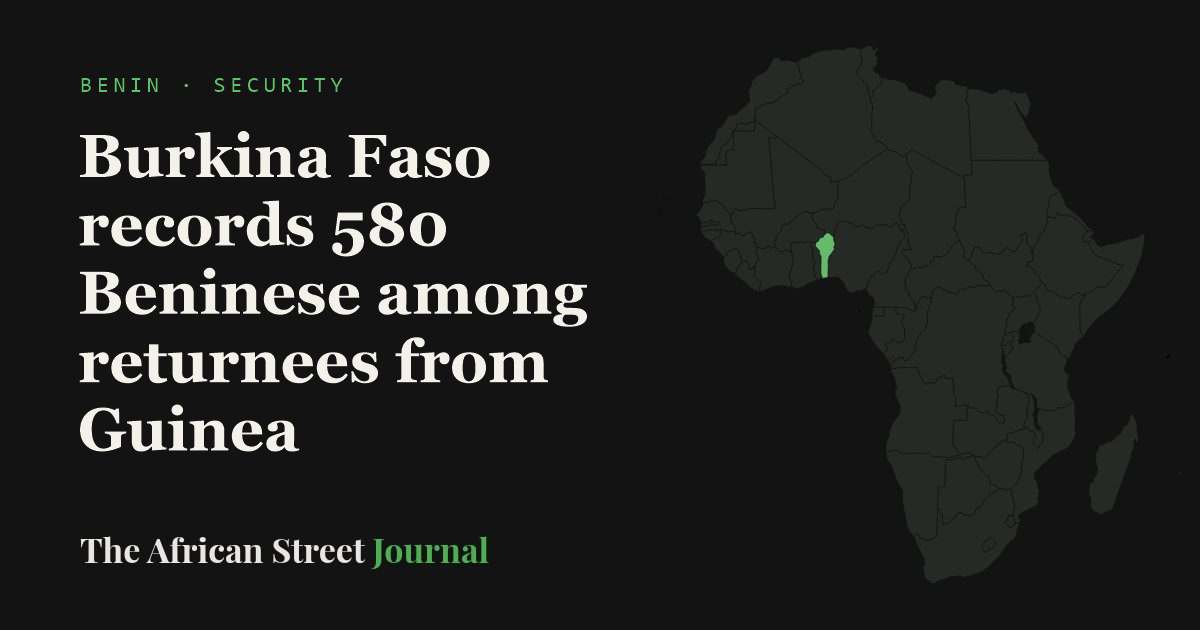 BENIN · SECURITY
Burkina Faso
records 580
Beninese among
returnees from
Guinea
The African Street Journal